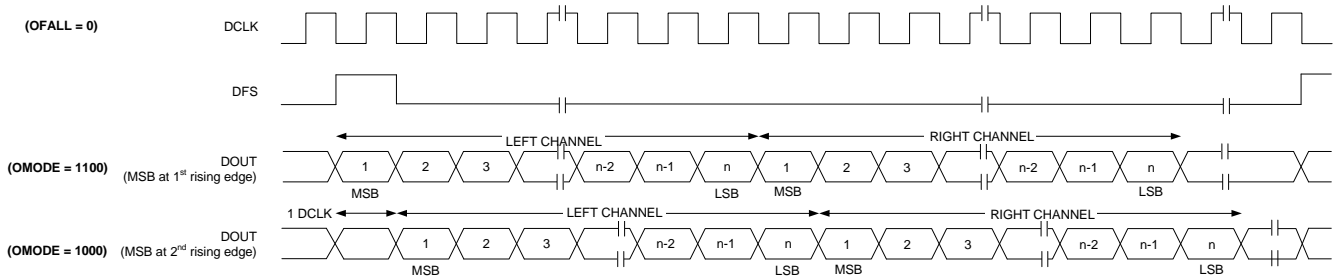 (OFALL = 0) DCLK
DFS
LEFT CHANNEL RIGHT CHANNEL
(OMODE = 1100) DOUT 1 2 3 n-2 n-1 n 1 2 3 n-2 n-1 n
(MSB at 1st rising edge)
MSB LSB MSB LSB
1 DCLK LEFT CHANNEL RIGHT CHANNEL
(OMODE = 1000) DOUT 1 2 3 n-2 n-1 n 1 2 3 n-2 n-1 n
(MSB at 2nd rising edge)
MSB LSB MSB LSB